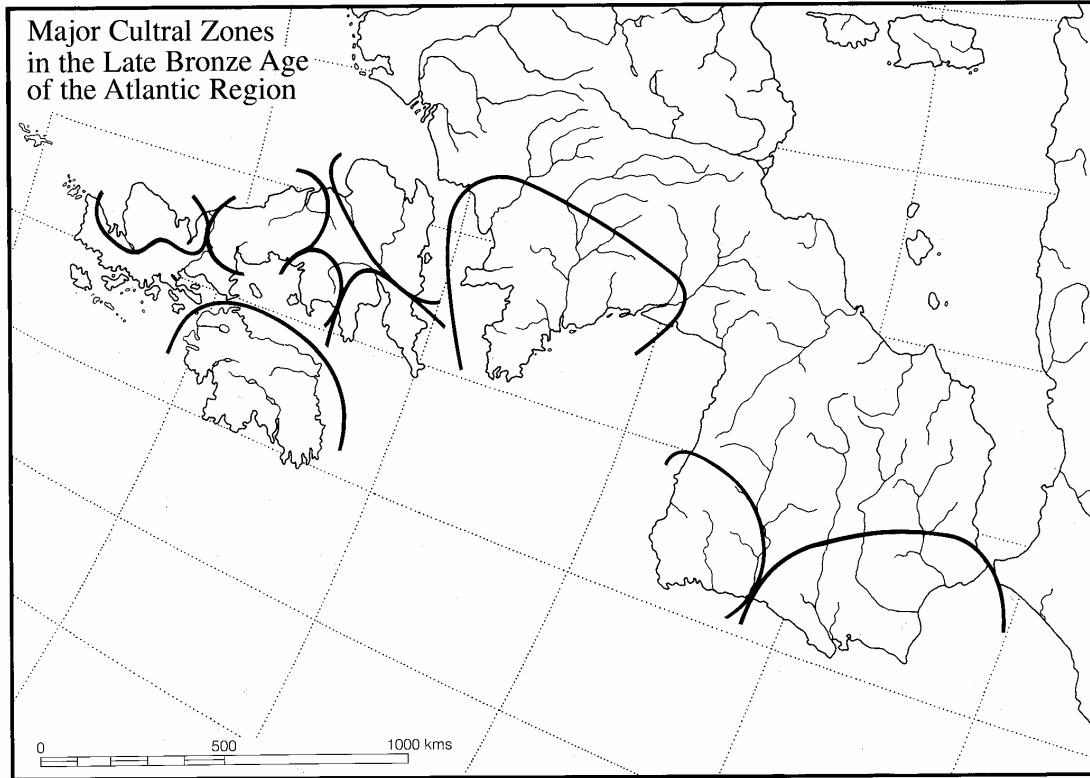 Major Cultral Zones
in the Late Bronze Age
of the Atlantic Region
0 500 1000 kms